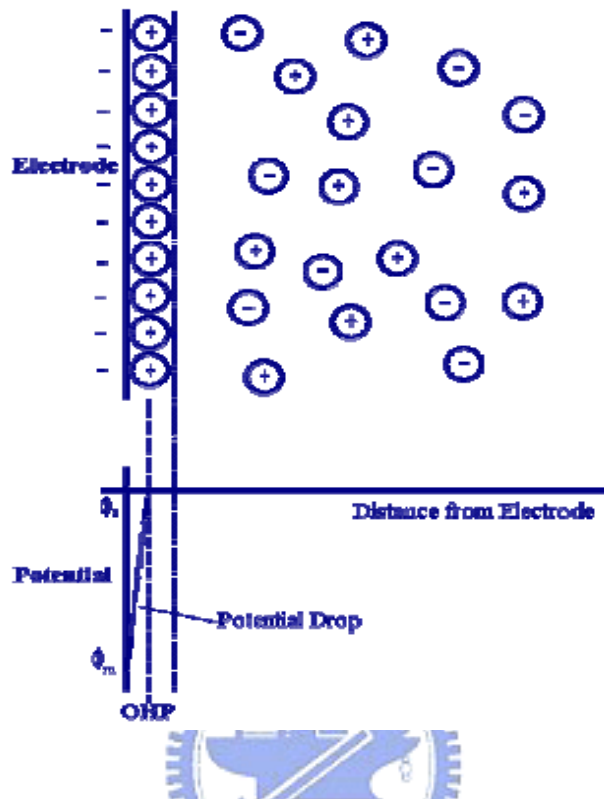 Electrode
Φs
Distance from Electrode
Potential
Potential Drop
Φm
OHP